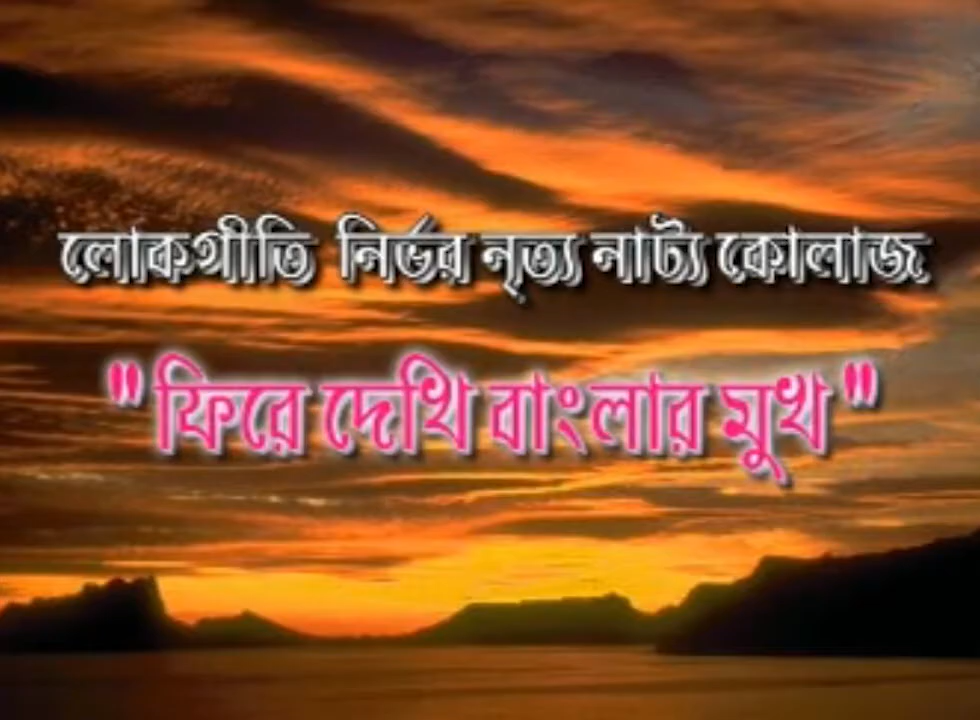 লোকগীতি নির্ভর নৃত্য নাট্য কোলাজ
" ফিরে দেখি বাংলার মুখ "